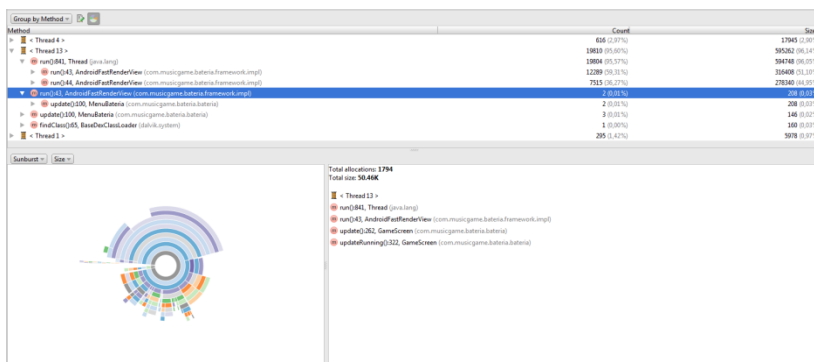 Group by Method
Method Count Size
< Thread 4 > 616 (2,97%) 17945 (2,90%
< Thread 13 > 19810 (95,60%) 595262 (96,14%
run():841, Thread (java.lang) 19804 (95,57%) 594748 (96,05%
run():43, AndroidFastRenderView (com.musicgame.bateria.framework.impl) 12289 (59,31%) 316408 (51,10%
run():44, AndroidFastRenderView (com.musicgame.bateria.framework.impl) 7515 (36,27%) 278340 (44,95%
run():43, AndroidFastRenderView (com.musicgame.bateria.framework.impl) 2 (0,01%) 208 (0,03%
update():100, MenuBateria (com.musicgame.bateria.bateria) 2 (0,01%) 208 (0,03%
update():100, MenuBateria (com.musicgame.bateria.bateria) 3 (0,01%) 146 (0,02%
findClass():65, BaseDexClassLoader (dalvik.system) 1 (0,00%) 160 (0,03%
< Thread 1 > 295 (1,42%) 5978 (0,97%
Sunburst Size
Total allocations: 1794
Total size: 50.46K
< Thread 13 >
run():841, Thread (java.lang)
run():43, AndroidFastRenderView (com.musicgame.bateria.framework.impl)
update():262, GameScreen (com.musicgame.bateria.bateria)
updateRunning():322, GameScreen (com.musicgame.bateria.bateria)